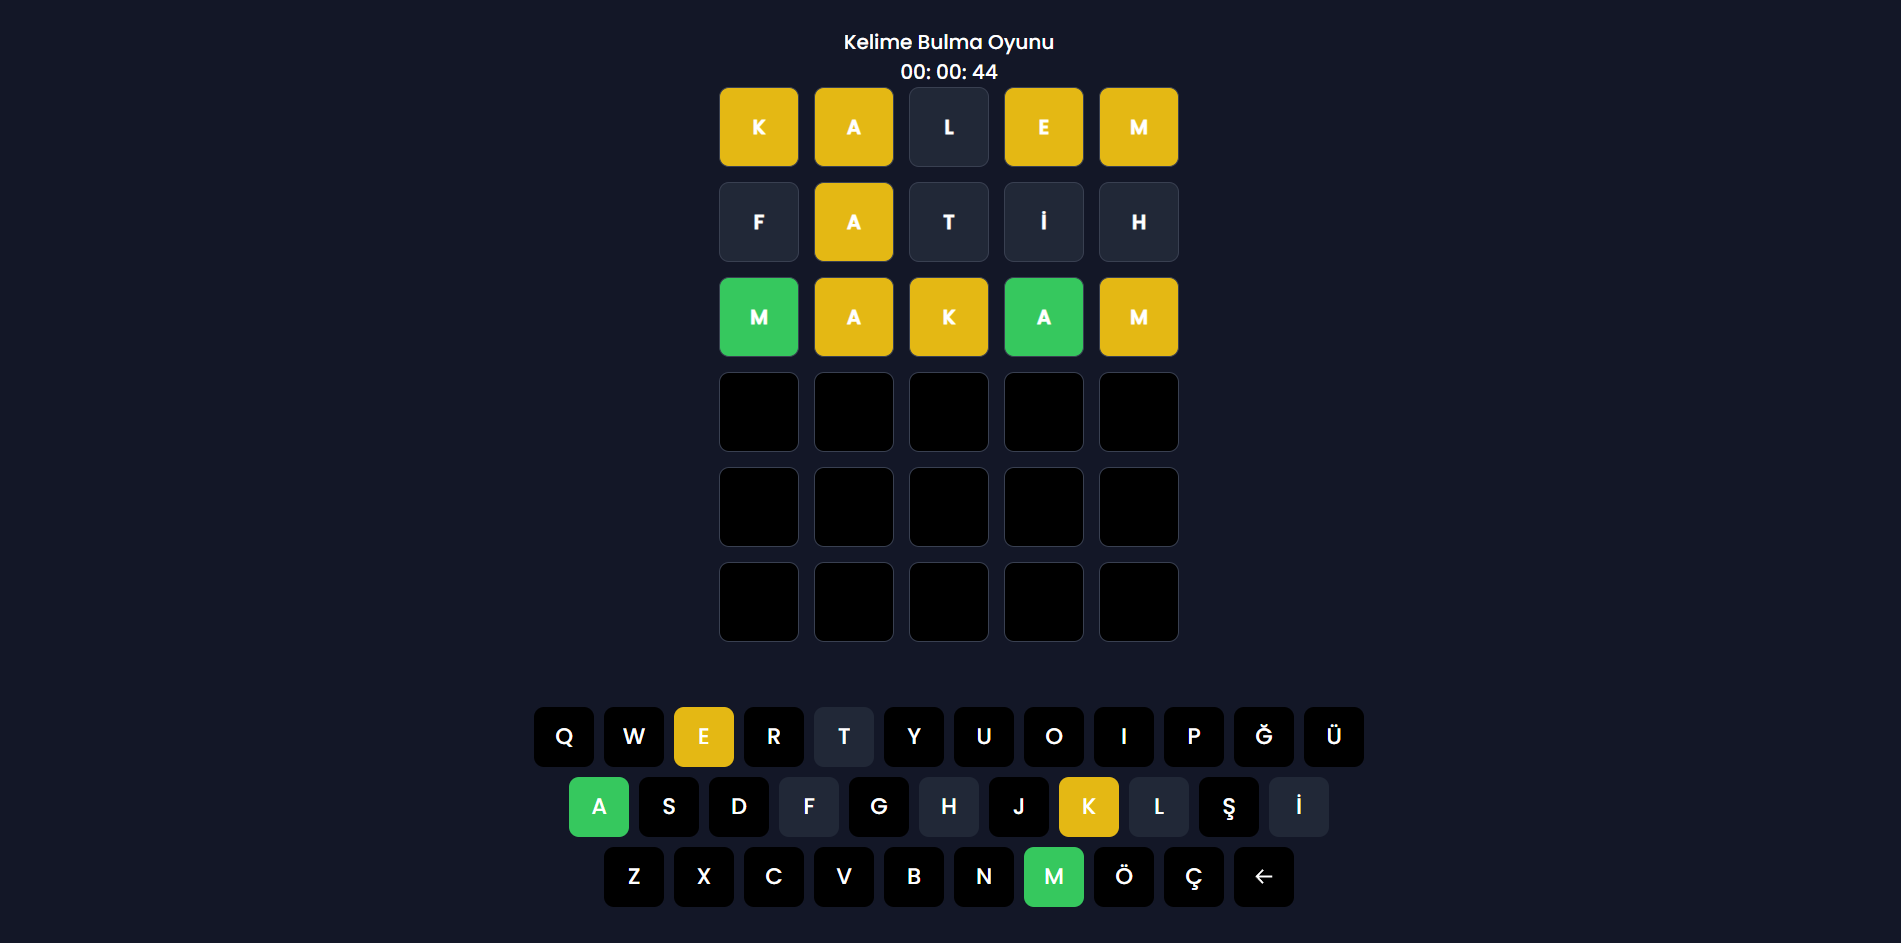 Kelime Bulma Oyunu
00: 00: 44
K A L E M
F A T İ H
M A K A M
Q W E R T Y U O I P Ğ Ü
A S D F G H J K L Ş İ
Z X C V B N M Ö Ç ←